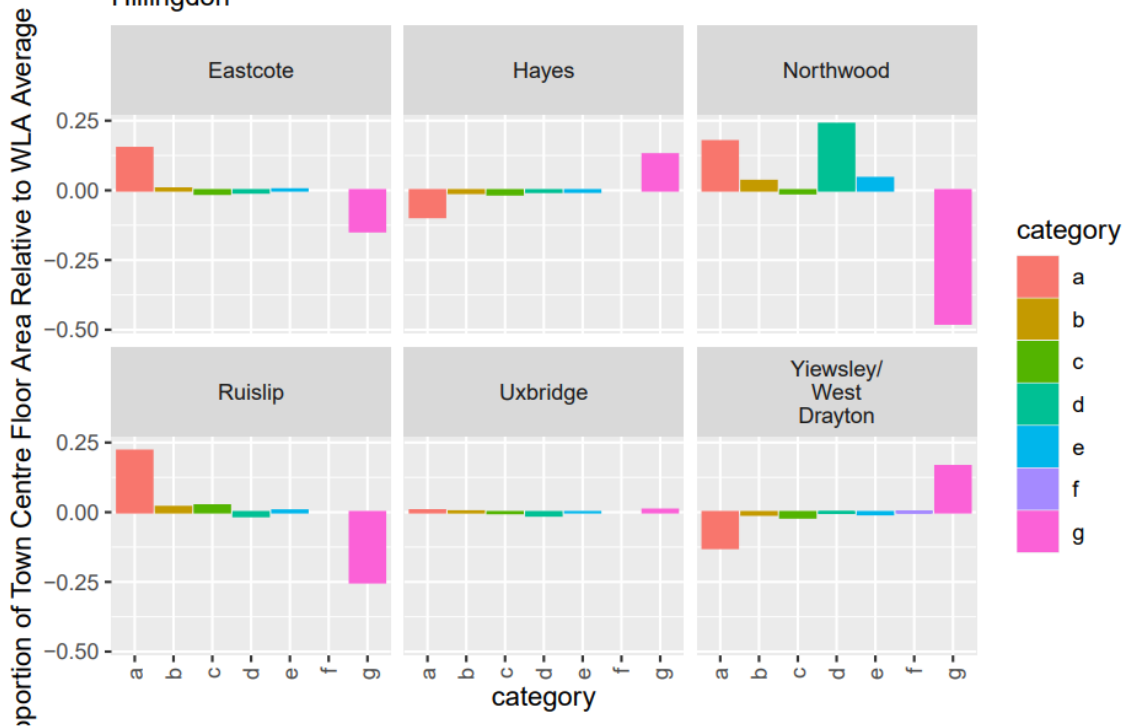 Hillingdon
oportion of Town Centre Floor Area Relative to WLA Average
Eastcote
Hayes
Northwood
0.25
0.00
−0.25
−0.50
Ruislip
Uxbridge
Yiewsley/
West
Drayton
0.25
0.00
−0.25
−0.50
a b c d e f g
a b c d e f g
a b c d e f g
category
category
a
b
c
d
e
f
g